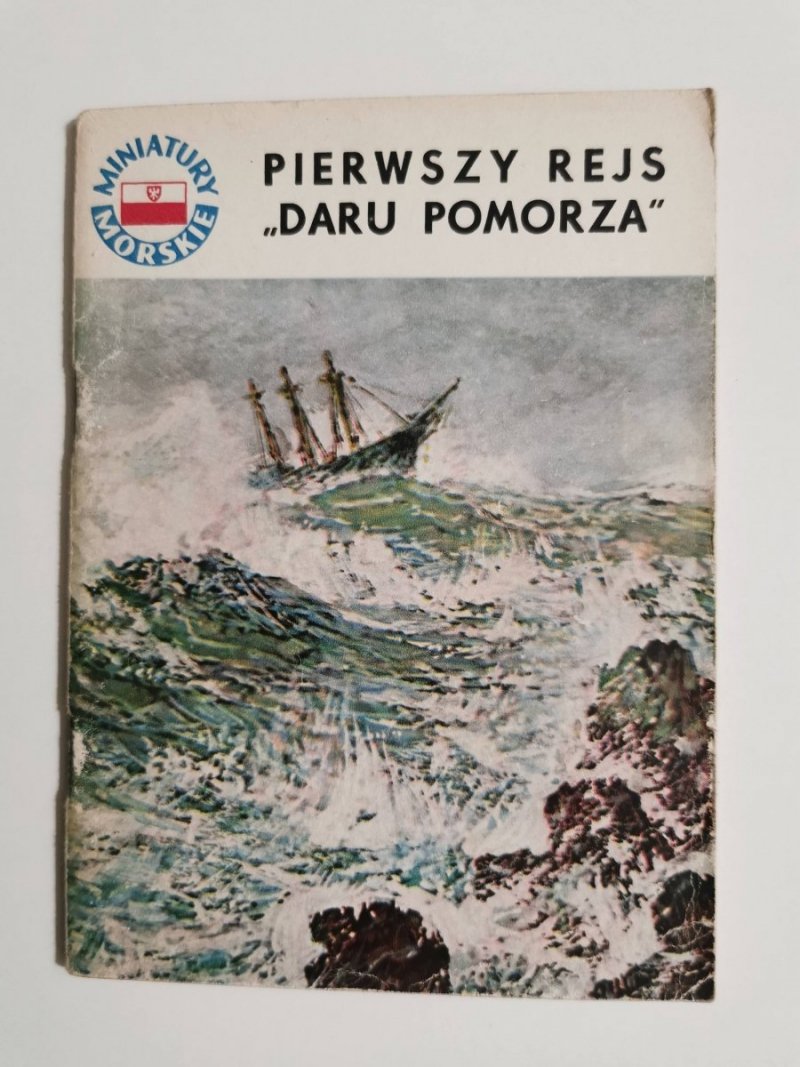 MINIATURY
MORSKIE
PIERWSZY REJS
„DARU POMORZA”